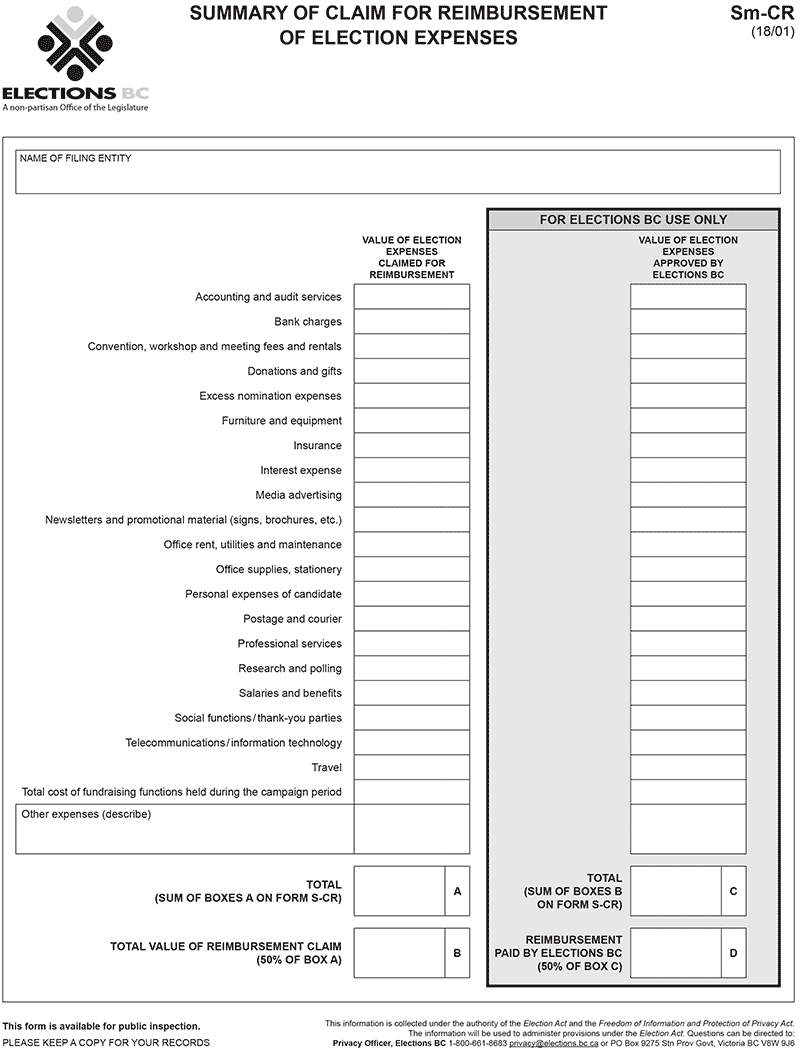 SUMMARY OF CLAIM FOR REIMBURSEMENT
OF ELECTION EXPENSES
Sm-CR
(18/01)
ELECTIONS BC
A non-partisan Office of the Legislature
NAME OF FILING ENTITY
FOR ELECTIONS BC USE ONLY
VALUE OF ELECTION
EXPENSES
CLAIMED FOR
REIMBURSEMENT
VALUE OF ELECTION
EXPENSES
APPROVED BY
ELECTIONS BC
Accounting and audit services
Bank charges
Convention, workshop and meeting fees and rentals
Donations and gifts
Excess nomination expenses
Furniture and equipment
Insurance
Interest expense
Media advertising
Newsletters and promotional material (signs, brochures, etc.)
Office rent, utilities and maintenance
Office supplies, stationery
Personal expenses of candidate
Postage and courier
Professional services
Research and polling
Salaries and benefits
Social functions/thank-you parties
Telecommunications/information technology
Travel
Total cost of fundraising functions held during the campaign period
Other expenses (describe)
TOTAL
(SUM OF BOXES A ON FORM S-CR)
A
TOTAL
(SUM OF BOXES B
ON FORM S-CR)
C
TOTAL VALUE OF REIMBURSEMENT CLAIM
(50% OF BOX A)
B
REIMBURSEMENT
PAID BY ELECTIONS BC
(50% OF BOX C)
D
This form is available for public inspection.
PLEASE KEEP A COPY FOR YOUR RECORDS
This information is collected under the authority of the Election Act and the Freedom of Information and Protection of Privacy Act.
The information will be used to administer provisions under the Election Act. Questions can be directed to:
Privacy Officer, Elections BC 1-800-661-8683 privacy@elections.bc.ca or PO Box 9275 Stn Prov Govt, Victoria BC V8W 9J6